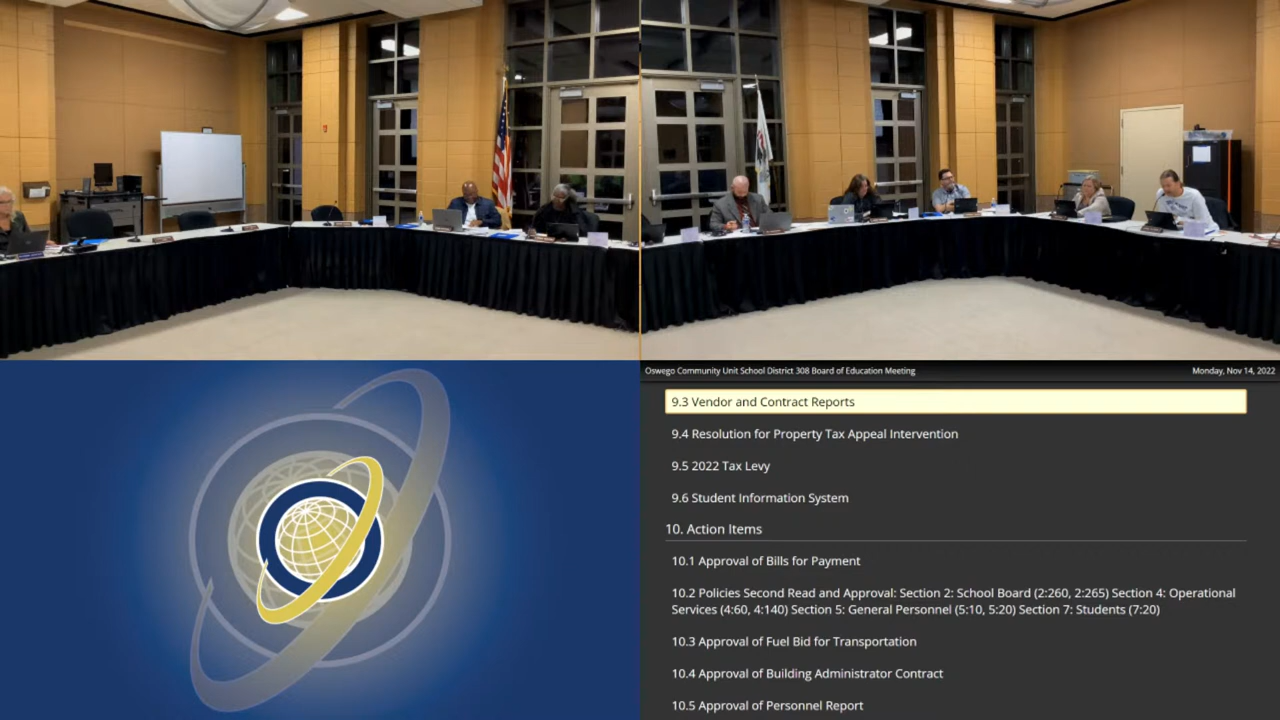 Oswego Community Unit School District 308 Board of Education Meeting
Monday, Nov 14, 2022
9.3 Vendor and Contract Reports
9.4 Resolution for Property Tax Appeal Intervention
9.5 2022 Tax Levy
9.6 Student Information System
10. Action Items
10.1 Approval of Bills for Payment
10.2 Policies Second Read and Approval: Section 2: School Board (2:260, 2:265) Section 4: Operational
Services (4:60, 4:140) Section 5: General Personnel (5:10, 5:20) Section 7: Students (7:20)
10.3 Approval of Fuel Bid for Transportation
10.4 Approval of Building Administrator Contract
10.5 Approval of Personnel Report